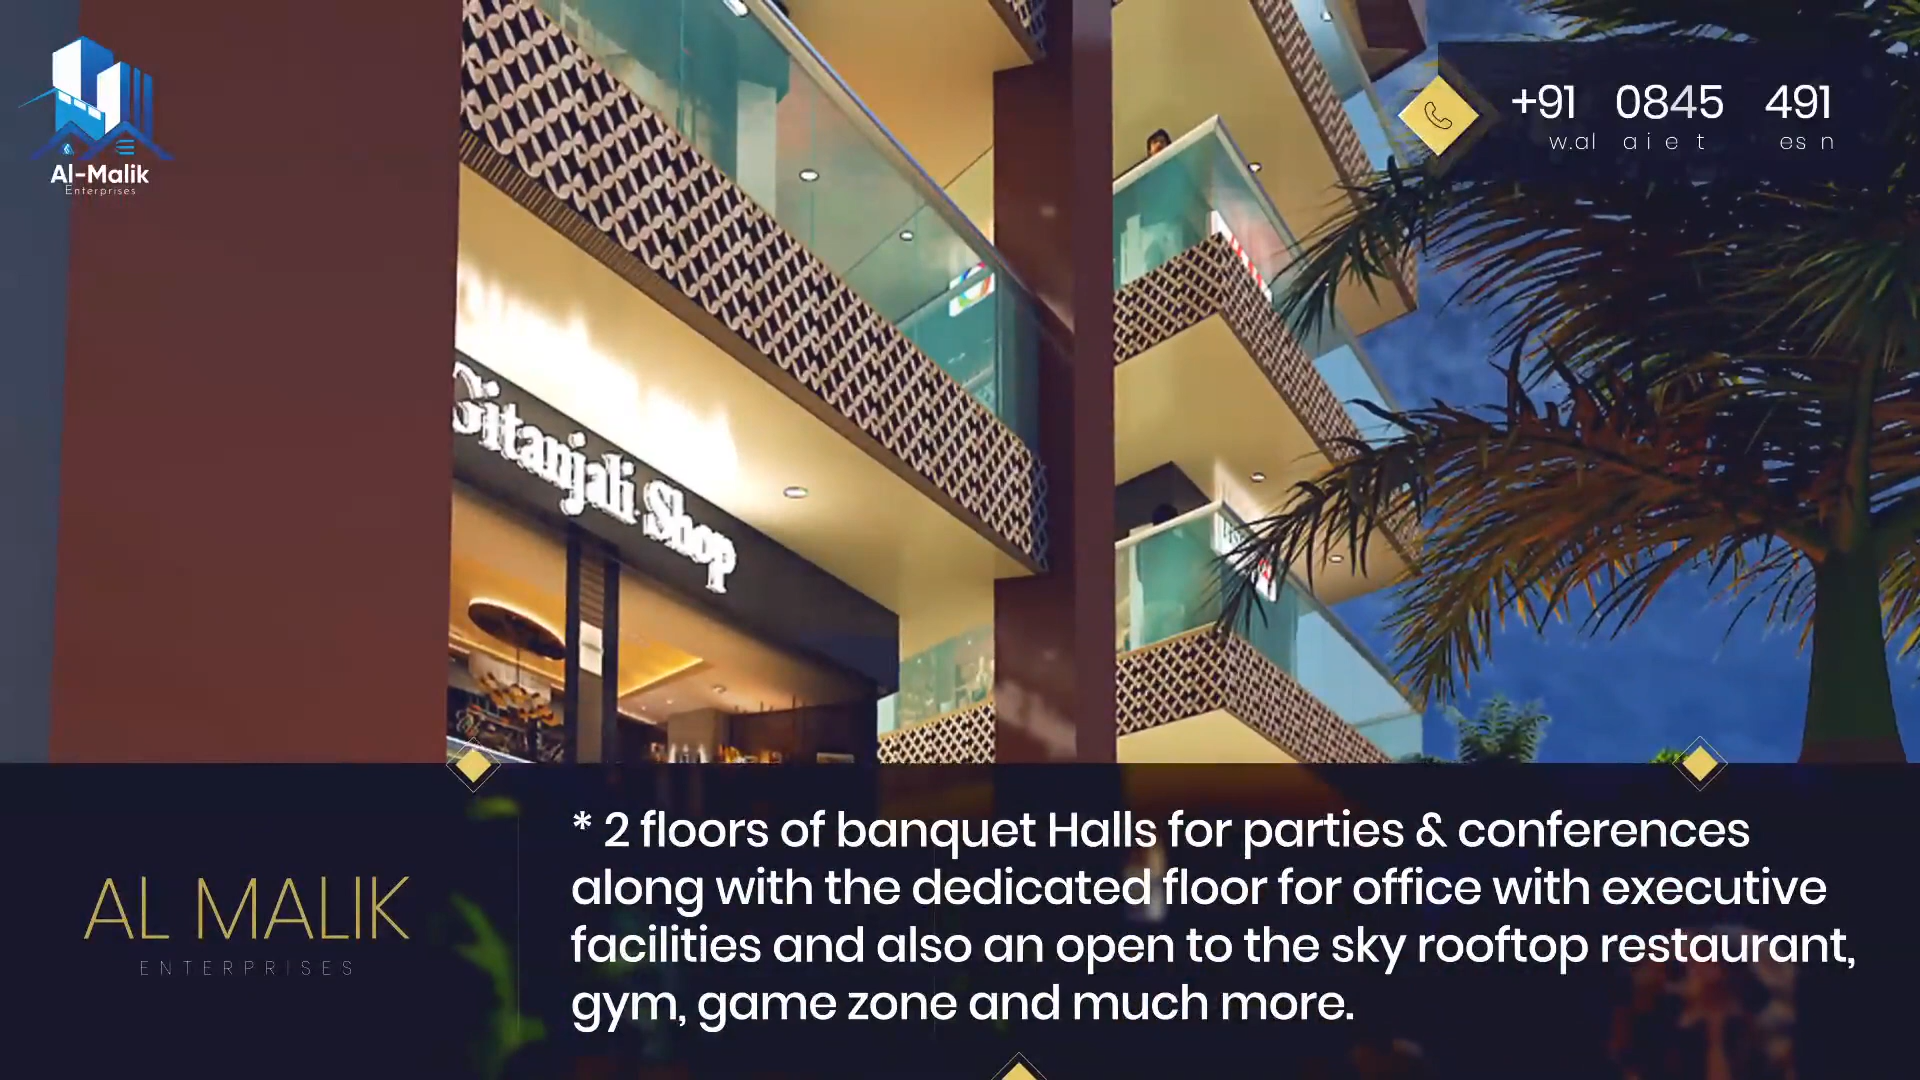 Al-Malik
Enterprises
+91 0845 491
Gitanjali Shop
AL MALIK
ENTERPRISES
* 2 floors of banquet Halls for parties & conferences
along with the dedicated floor for office with executive
facilities and also an open to the sky rooftop restaurant,
gym, game zone and much more.